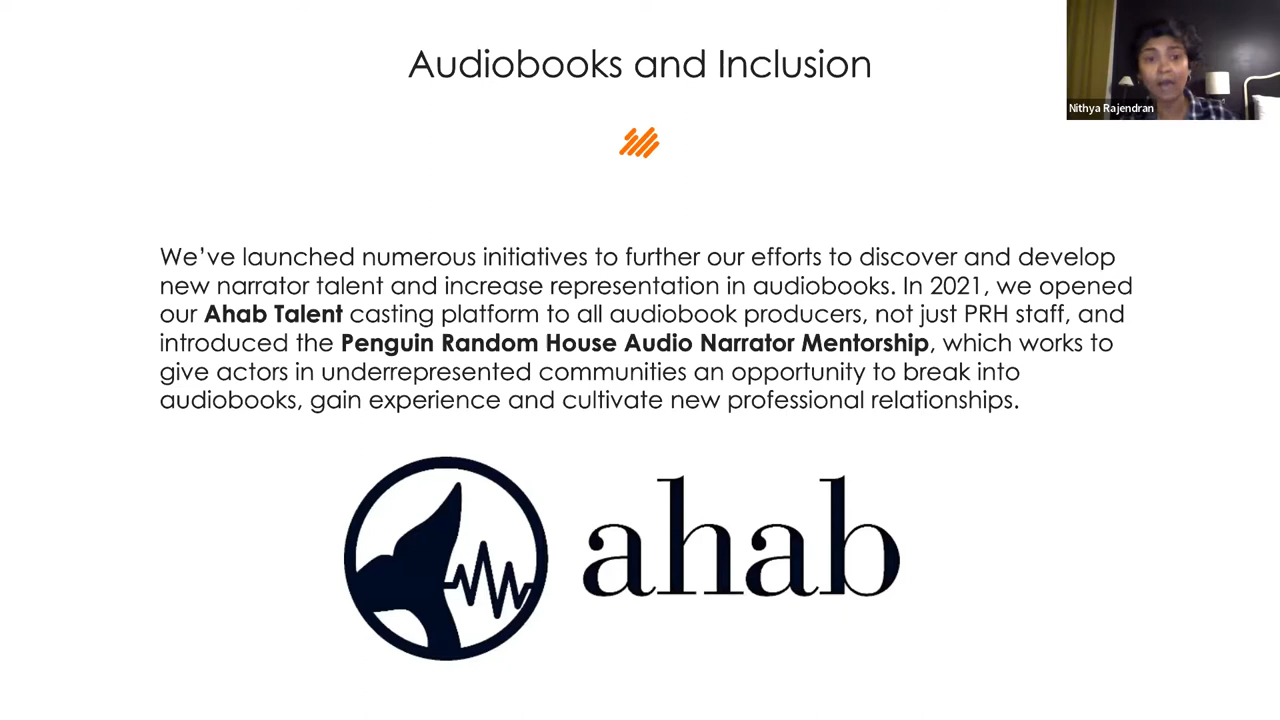 Audiobooks and Inclusion
Nithya Rajendran
We’ve launched numerous initiatives to further our efforts to discover and develop
new narrator talent and increase representation in audiobooks. In 2021, we opened
our Ahab Talent casting platform to all audiobook producers, not just PRH staff, and
introduced the Penguin Random House Audio Narrator Mentorship, which works to
give actors in underrepresented communities an opportunity to break into
audiobooks, gain experience and cultivate new professional relationships.
ahab